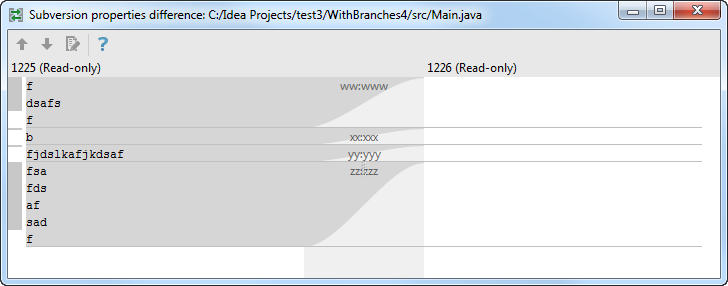 Subversion properties difference: C:/Idea Projects/test3/WithBranches4/src/Main.java
?
1225 (Read-only) 1226 (Read-only)
f ww:www
dsafs
f
b xx:xxx
fjdslkafjkdsaf yy:yyy
fsa zz:zzz
fds
af
sad
f